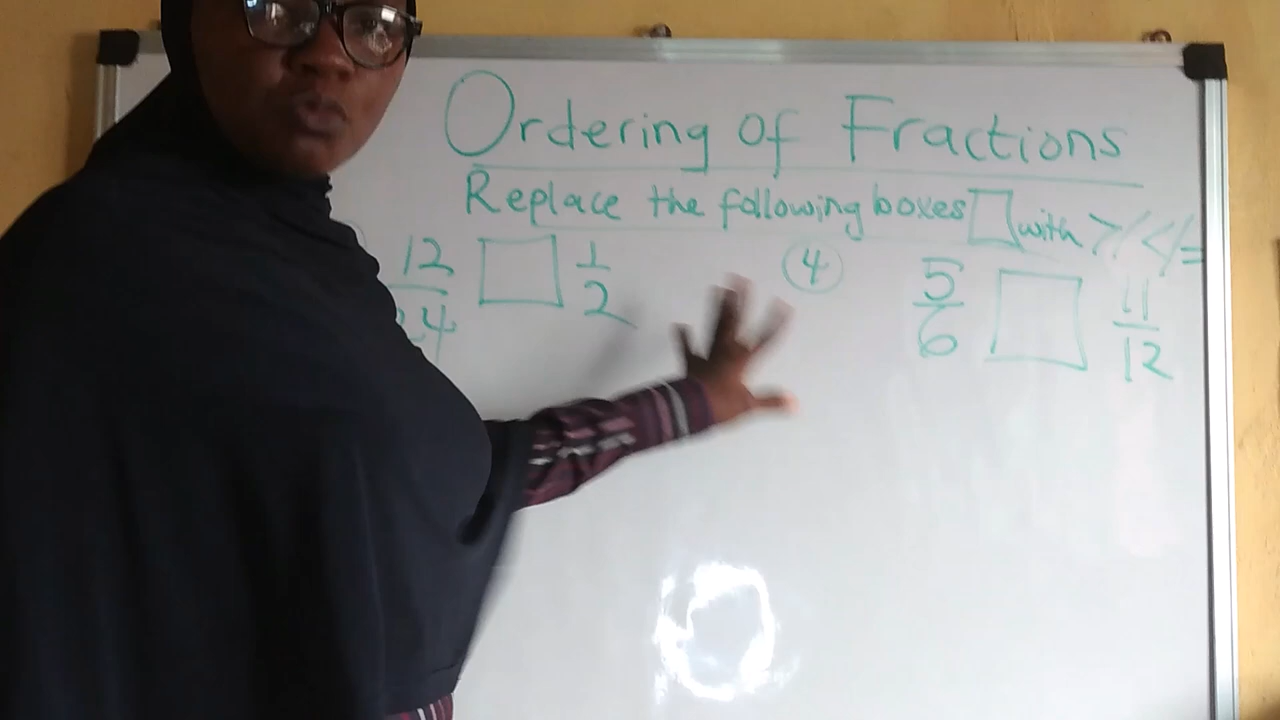 Ordering of Fractions
Replace the following boxes □ with >/</=
12/24 □ 1/2
④ 5/6 □ 11/12